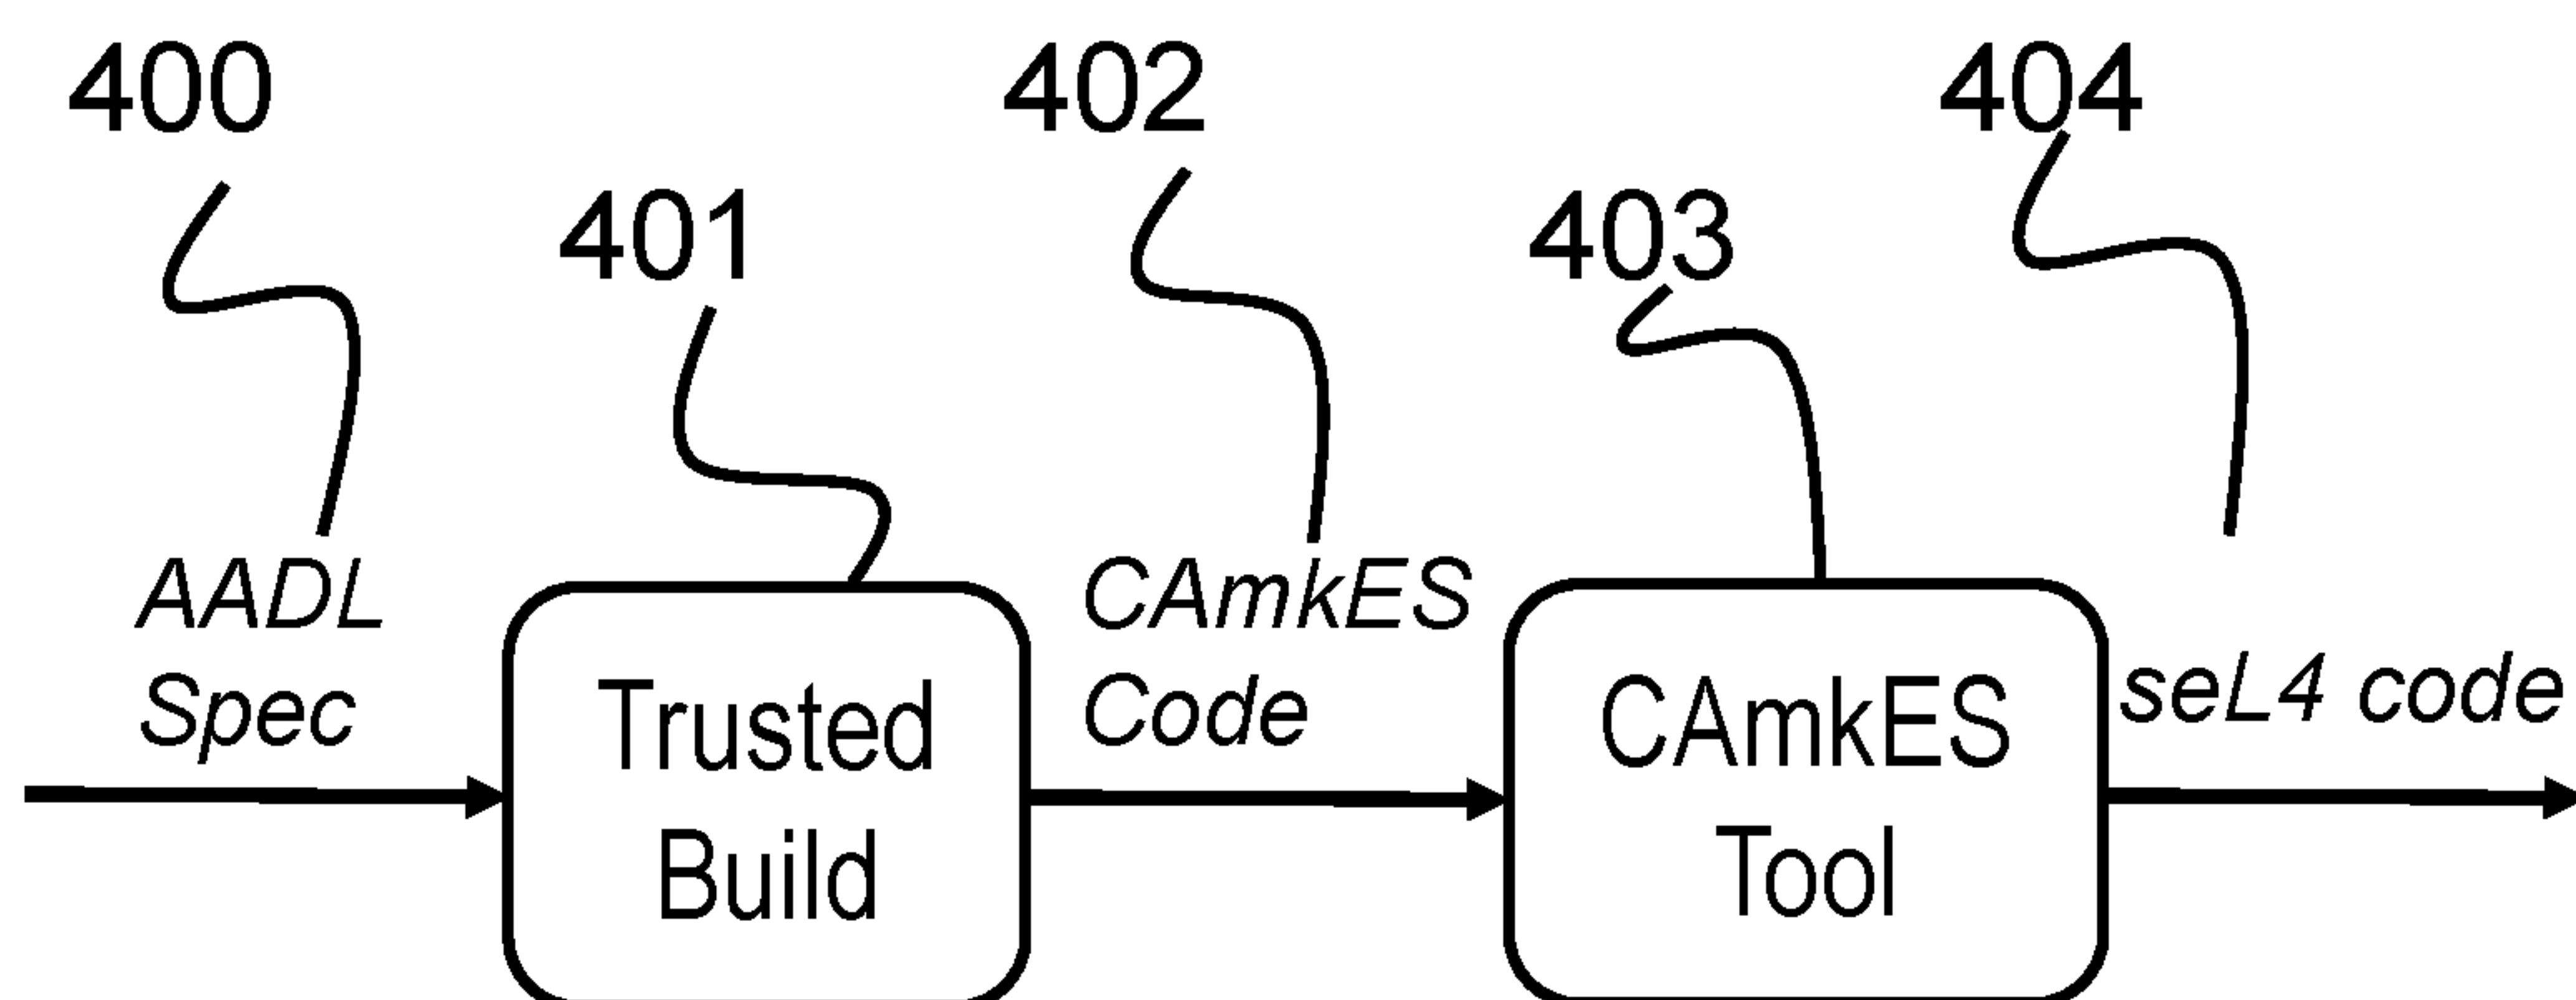 400
402
404
401
403
AADL
Spec
CAmkES
Code
seL4 code
Trusted
Build
CAmkES
Tool